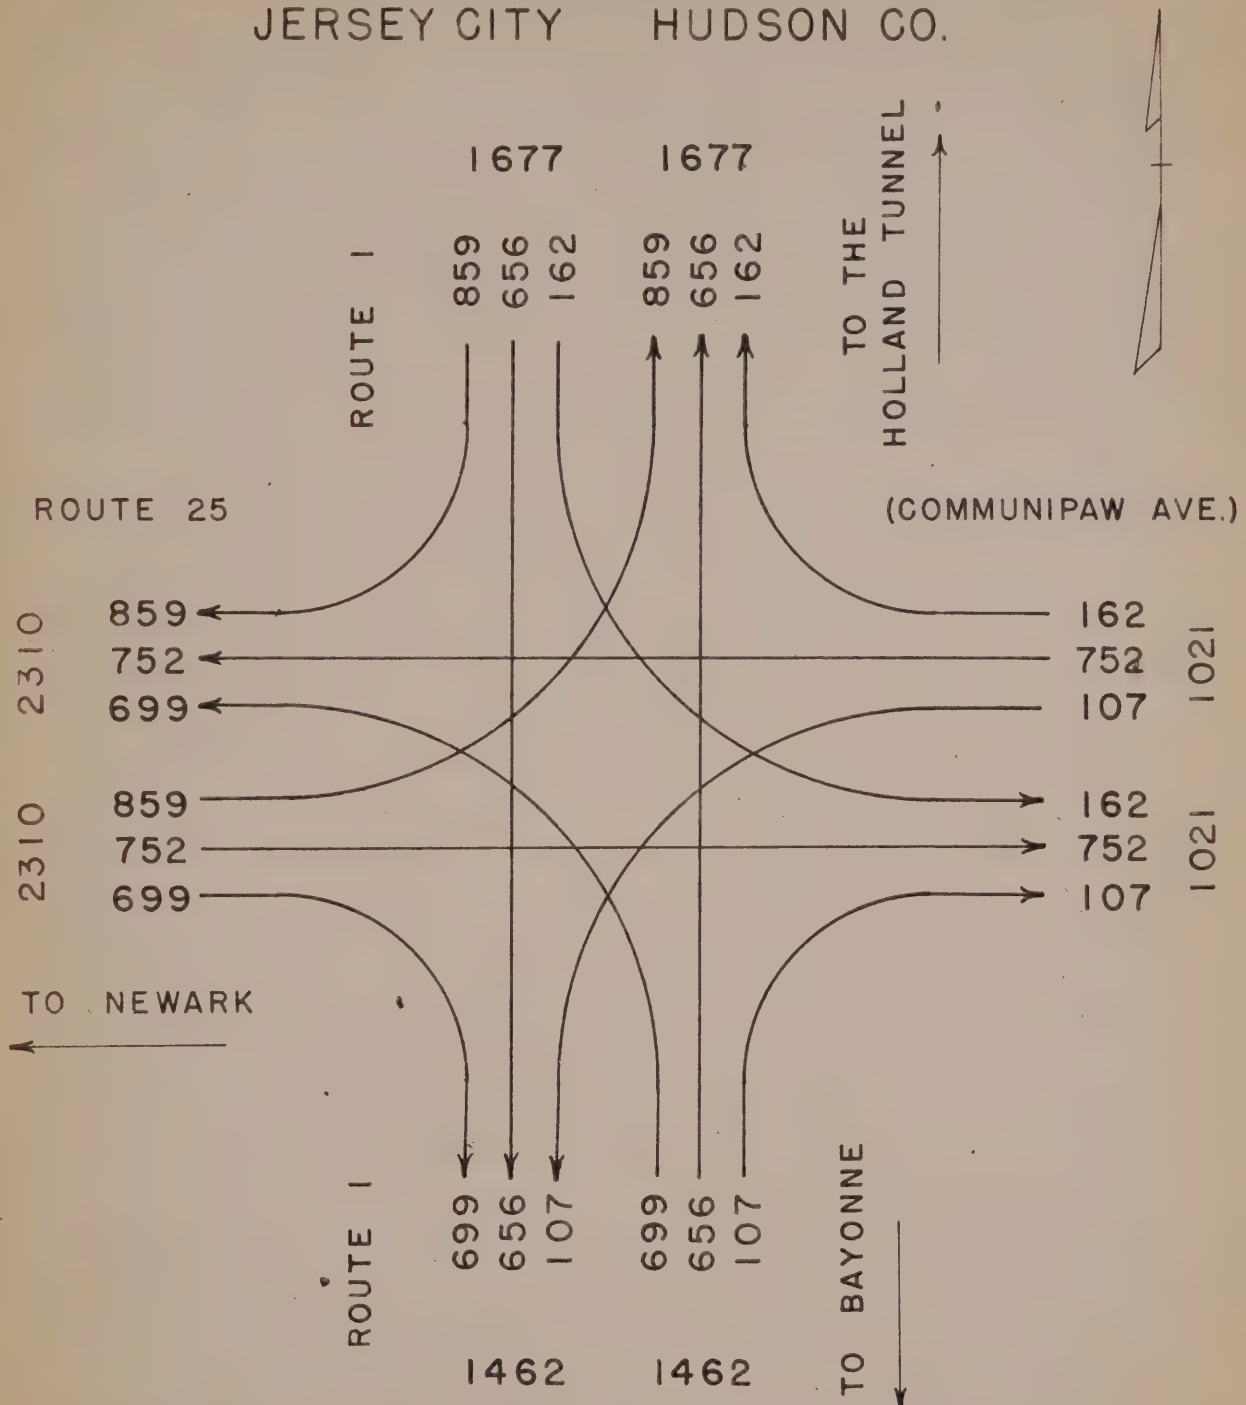 JERSEY CITY HUDSON CO.
1677 1677
859 656 162 859 656 162
ROUTE 1
TO THE
HOLLAND TUNNEL
ROUTE 25 (COMMUNIPAW AVE.)
2310
859
752
699
162
752
107
1021
2310
859
752
699
162
752
107
1021
TO NEWARK
ROUTE 1
699 656 107 699 656 107
TO BAYONNE
1462 1462